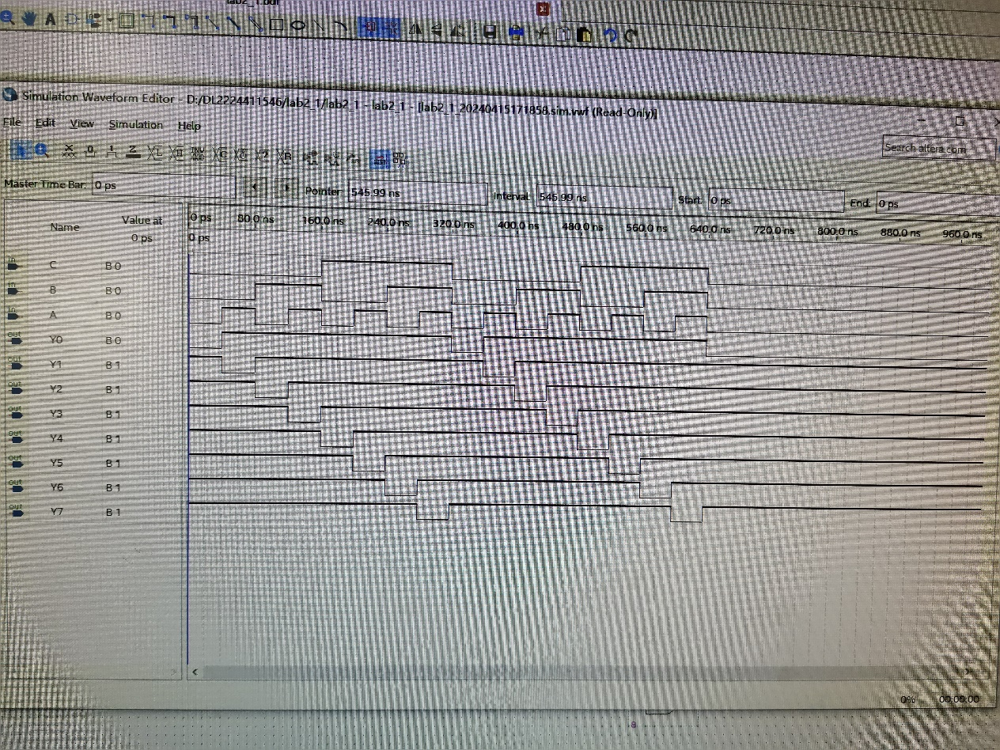 lab2_1.bdf
A
Simulation Waveform Editor - D:/DL2224411546/lab2_1/lab2_1 - lab2_1 - [lab2_1_20240415171858.sim.vwf (Read-Only)]
File Edit View Simulation Help
Search altera.com
Master Time Bar: 0 ps Pointer: 545.99 ns Interval: 545.99 ns Start: 0 ps End: 0 ps
Name Value at 0 ps
0 ps 80.0 ns 160.0 ns 240.0 ns 320.0 ns 400.0 ns 480.0 ns 560.0 ns 640.0 ns 720.0 ns 800.0 ns 880.0 ns 960.0 ns
0 ps
in C B 0
in B B 0
in A B 0
out Y0 B 0
out Y1 B 1
out Y2 B 1
out Y3 B 1
out Y4 B 1
out Y5 B 1
out Y6 B 1
out Y7 B 1
0% 00:00:00
8